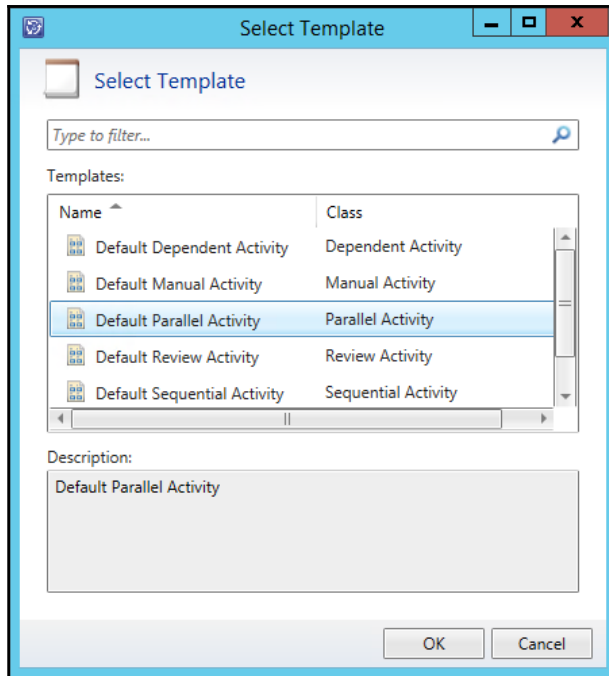 Select Template
Select Template
Type to filter...
Templates:
Name Class
Default Dependent Activity Dependent Activity
Default Manual Activity Manual Activity
Default Parallel Activity Parallel Activity
Default Review Activity Review Activity
Default Sequential Activity Sequential Activity
Description:
Default Parallel Activity
OK Cancel